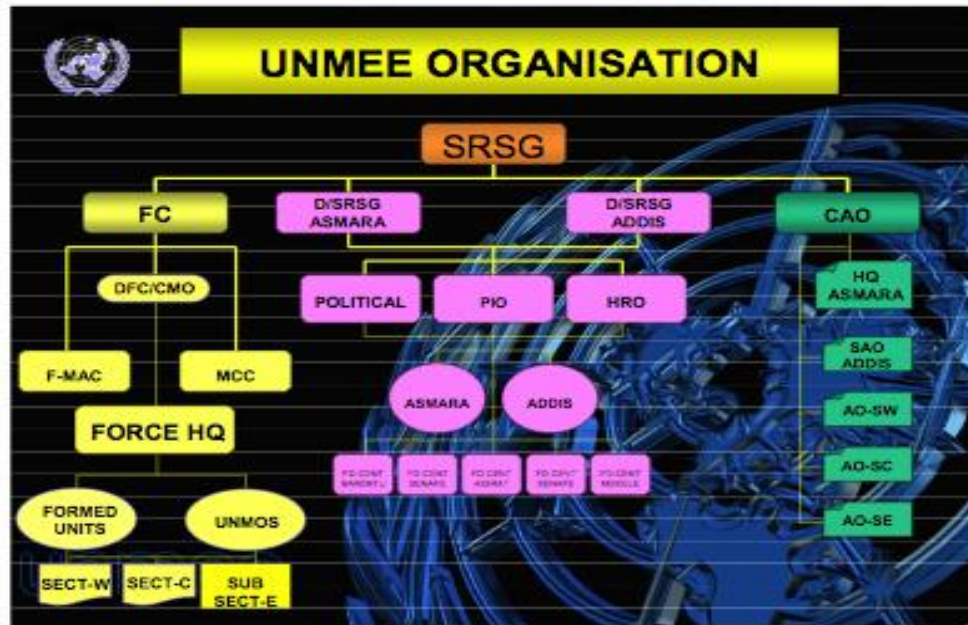 UNMEE ORGANISATION
SRSG
FC
D/SRSG
ASMARA
D/SRSG
ADDIS
CAO
DFC/CMO
POLITICAL
PIO
HRO
HQ
ASMARA
F-MAC
MCC
SAO
ADDIS
ASMARA
ADDIS
AO-SW
FORCE HQ
AO-SC
FORMED
UNITS
UNMOS
AO-SE
SECT-W
SECT-C
SUB
SECT-E